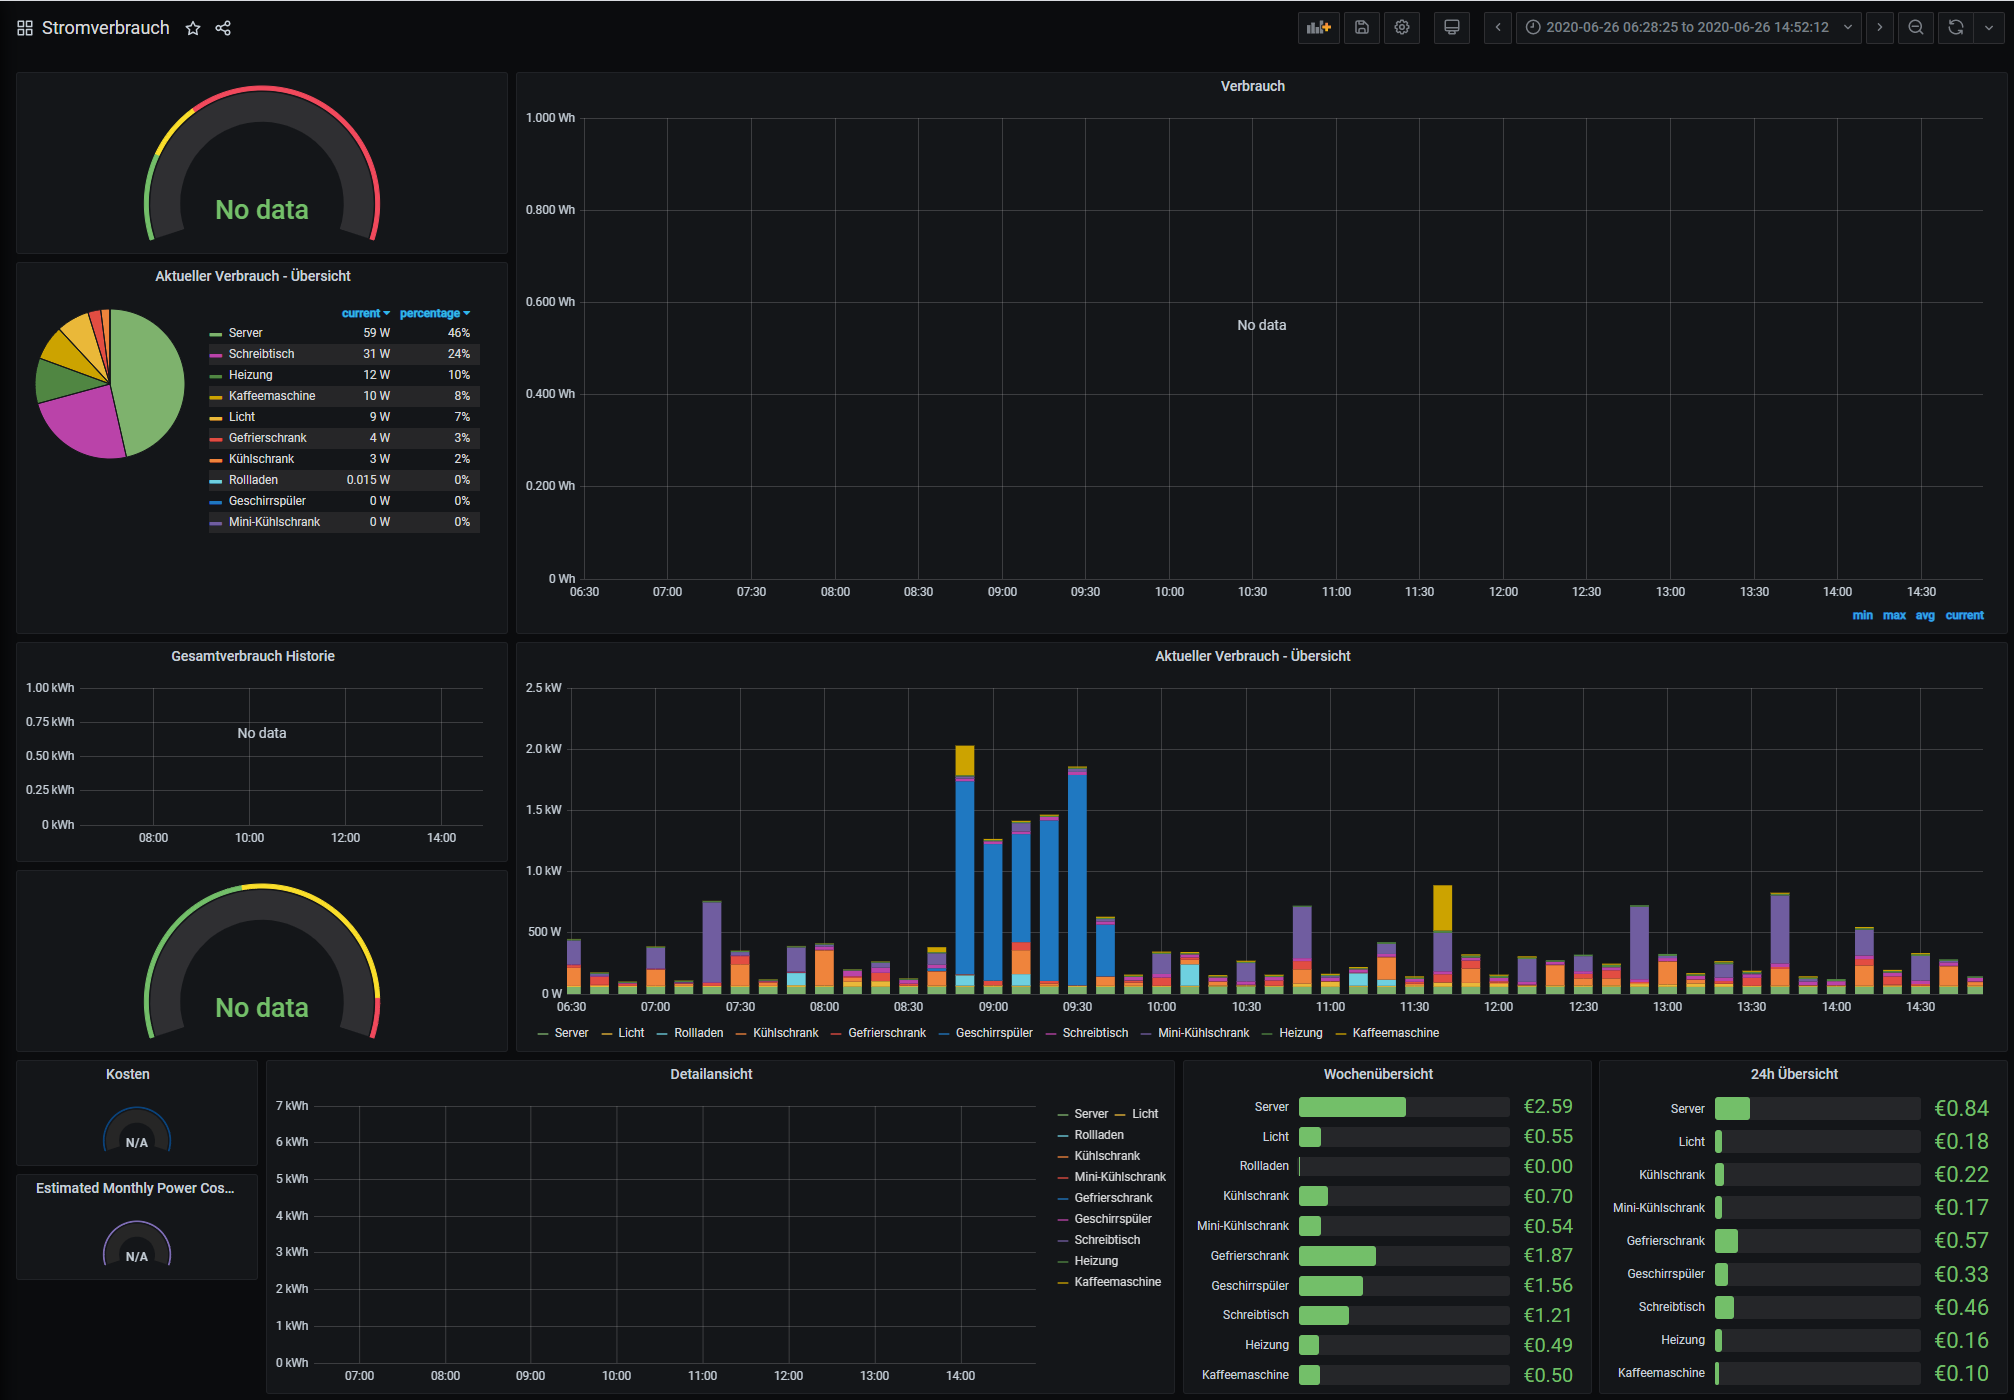 Stromverbrauch
2020-06-26 06:28:25 to 2020-06-26 14:52:12
No data
Verbrauch
1.000 Wh
0.800 Wh
0.600 Wh
0.400 Wh
0.200 Wh
0 Wh
No data
06:30 07:00 07:30 08:00 08:30 09:00 09:30 10:00 10:30 11:00 11:30 12:00 12:30 13:00 13:30 14:00 14:30
min max avg current
Aktueller Verbrauch - Übersicht
current percentage
Server 59 W 46%
Schreibtisch 31 W 24%
Heizung 12 W 10%
Kaffeemaschine 10 W 8%
Licht 9 W 7%
Gefrierschrank 4 W 3%
Kühlschrank 3 W 2%
Rollladen 0.015 W 0%
Geschirrspüler 0 W 0%
Mini-Kühlschrank 0 W 0%
Gesamtverbrauch Historie
1.00 kWh
0.75 kWh
0.50 kWh
0.25 kWh
0 kWh
No data
08:00 10:00 12:00 14:00
Aktueller Verbrauch - Übersicht
2.5 kW
2.0 kW
1.5 kW
1.0 kW
500 W
0 W
06:30 07:00 07:30 08:00 08:30 09:00 09:30 10:00 10:30 11:00 11:30 12:00 12:30 13:00 13:30 14:00 14:30
Server Licht Rollladen Kühlschrank Gefrierschrank Geschirrspüler Schreibtisch Mini-Kühlschrank Heizung Kaffeemaschine
No data
Kosten
N/A
Estimated Monthly Power Cos...
N/A
Detailansicht
7 kWh
6 kWh
5 kWh
4 kWh
3 kWh
2 kWh
1 kWh
0 kWh
07:00 08:00 09:00 10:00 11:00 12:00 13:00 14:00
Server Licht
Rollladen
Kühlschrank
Mini-Kühlschrank
Gefrierschrank
Geschirrspüler
Schreibtisch
Heizung
Kaffeemaschine
Wochenübersicht
Server €2.59
Licht €0.55
Rollladen €0.00
Kühlschrank €0.70
Mini-Kühlschrank €0.54
Gefrierschrank €1.87
Geschirrspüler €1.56
Schreibtisch €1.21
Heizung €0.49
Kaffeemaschine €0.50
24h Übersicht
Server €0.84
Licht €0.18
Kühlschrank €0.22
Mini-Kühlschrank €0.17
Gefrierschrank €0.57
Geschirrspüler €0.33
Schreibtisch €0.46
Heizung €0.16
Kaffeemaschine €0.10